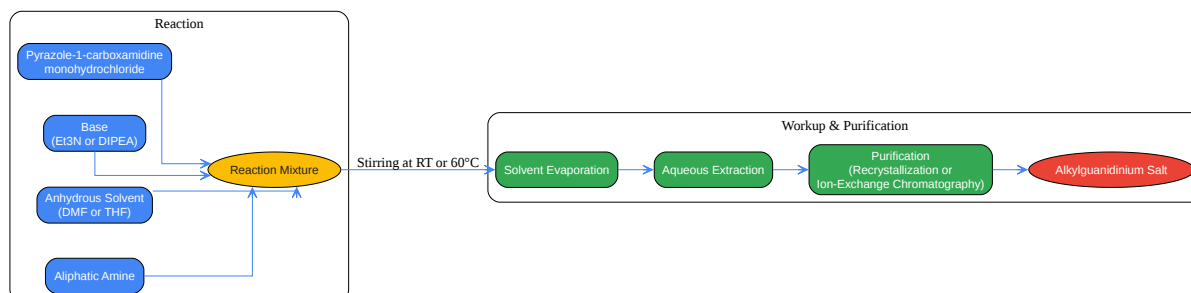 Reaction
Pyrazole-1-carboxamidine
monohydrochloride
Base
(Et3N or DIPEA)
Reaction Mixture
Anhydrous Solvent
(DMF or THF)
Aliphatic Amine
Stirring at RT or 60°C
Workup & Purification
Solvent Evaporation
Aqueous Extraction
Purification
(Recrystallization or
Ion-Exchange Chromatography)
Alkylguanidinium Salt